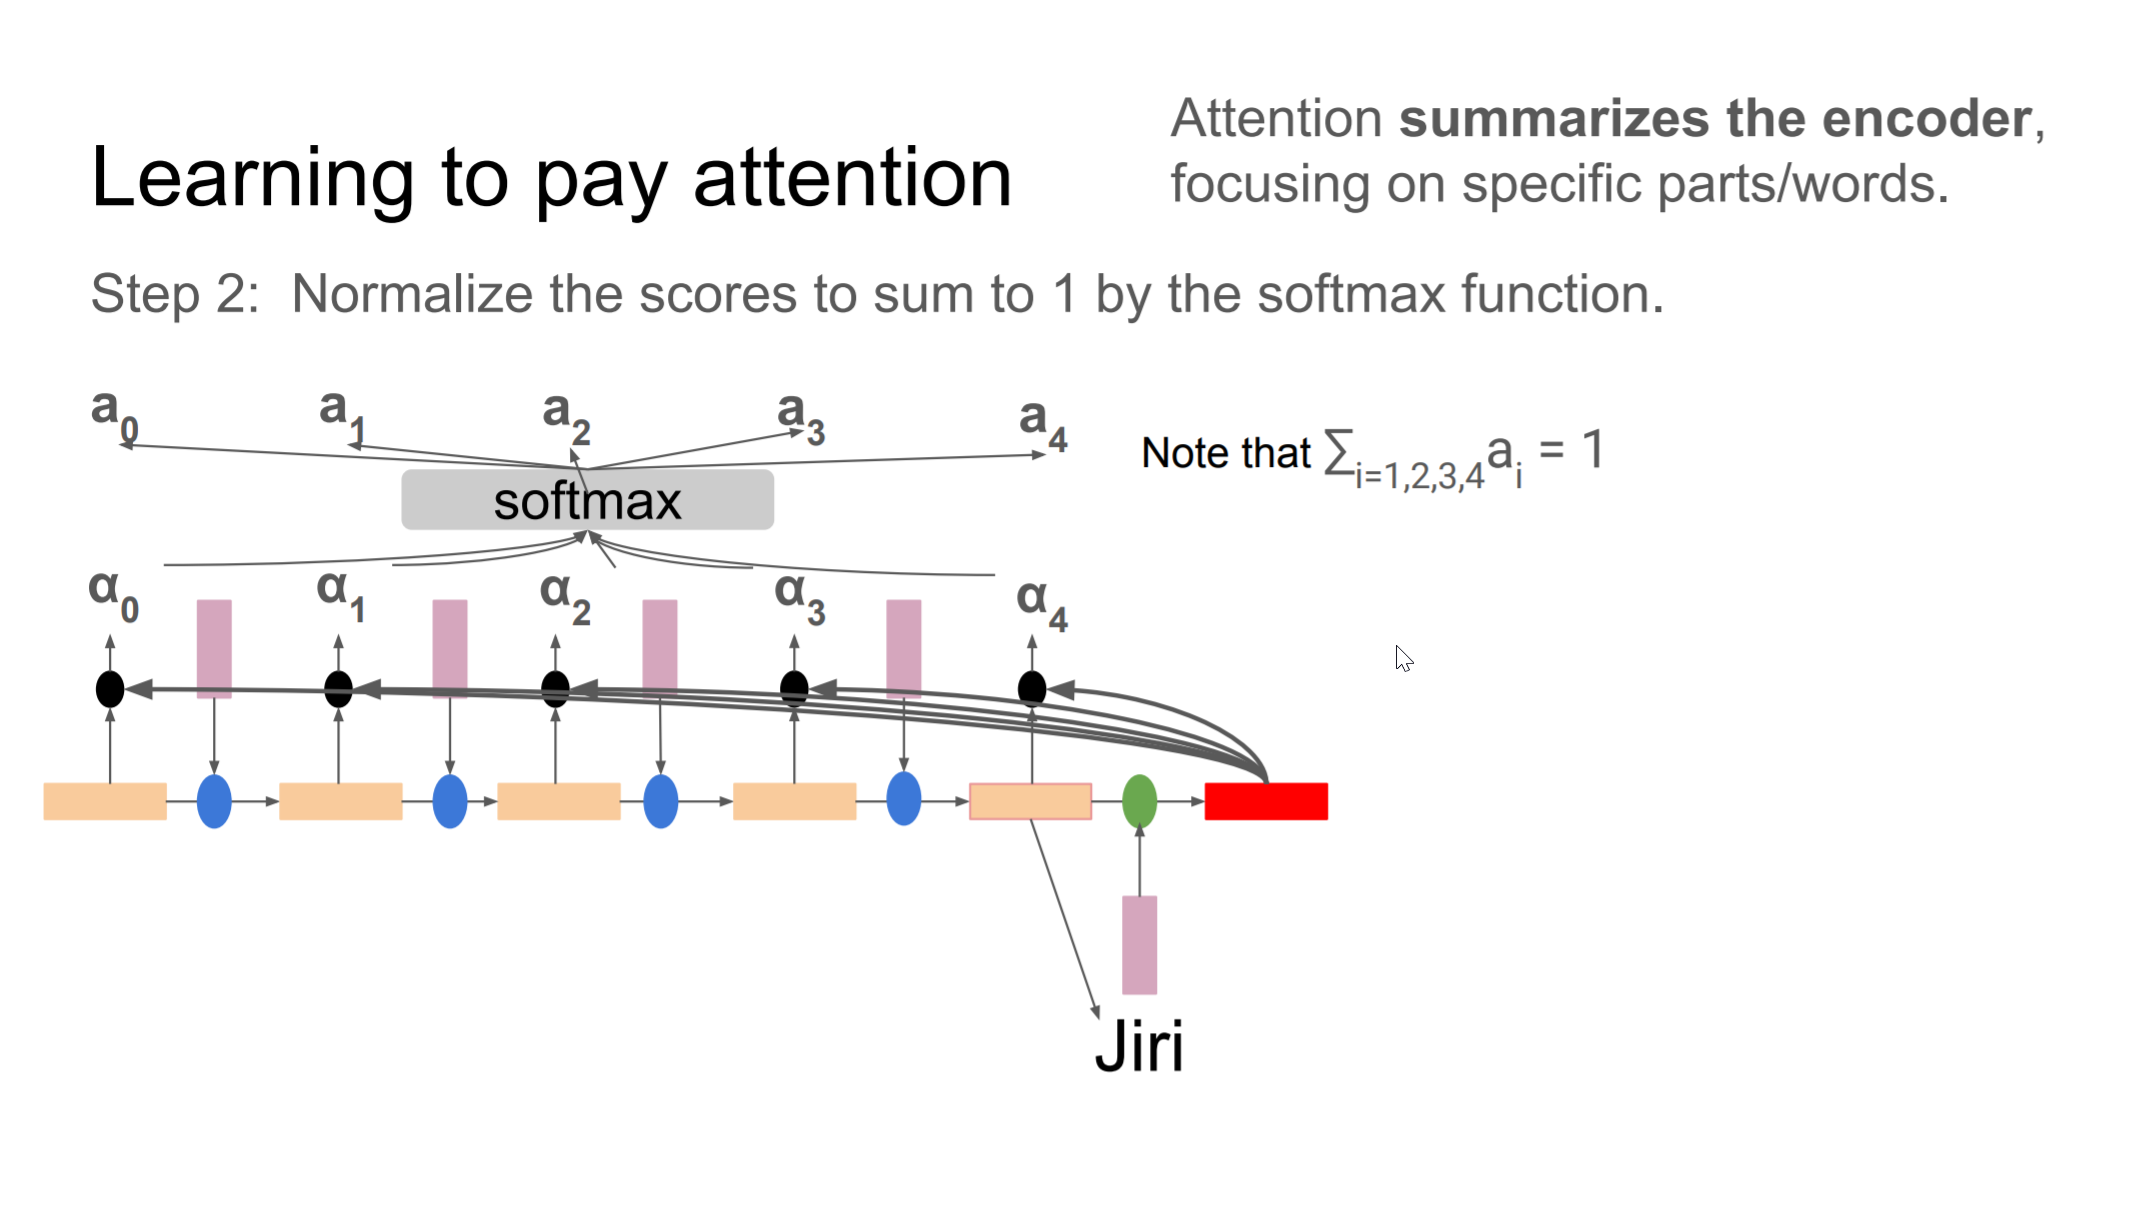 Attention summarizes the encoder,
focusing on specific parts/words.
Learning to pay attention
Step 2: Normalize the scores to sum to 1 by the softmax function.
a0 a1 a2 a3 a4
Note that ∑i=1,2,3,4ai = 1
softmax
α0 α1 α2 α3 α4
Jiri